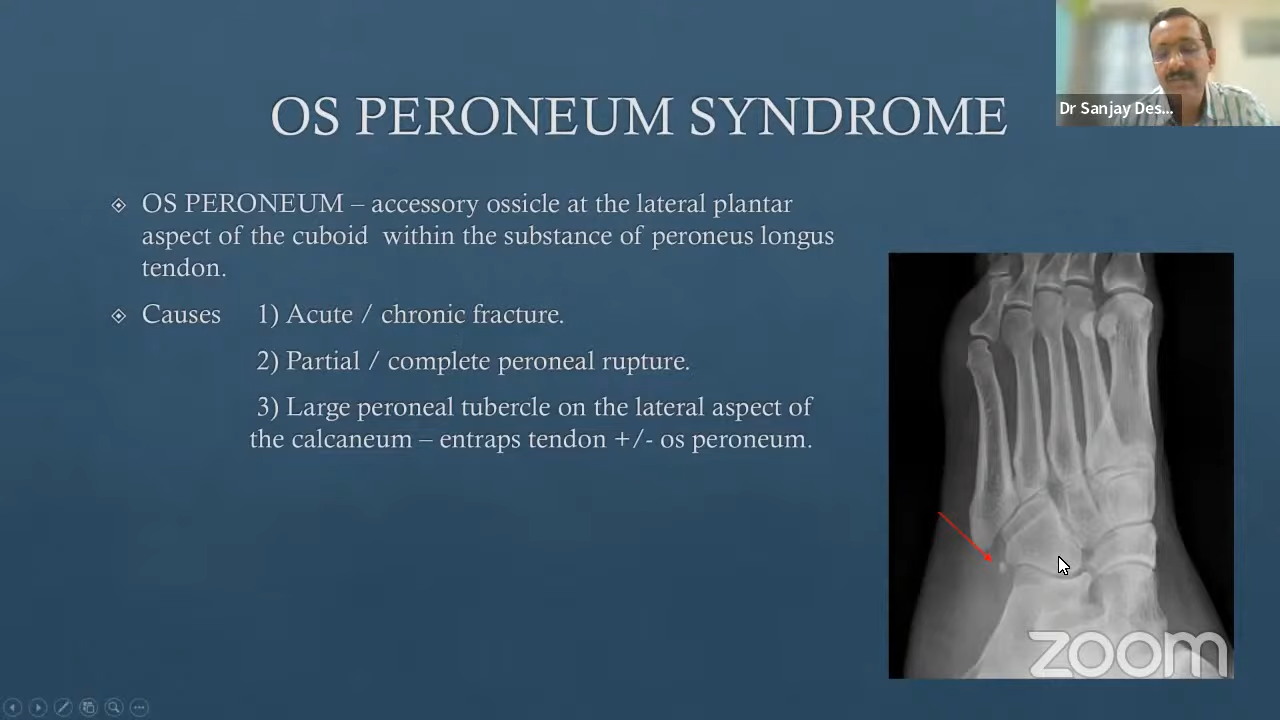 Dr Sanjay Des...
OS PERONEUM SYNDROME
OS PERONEUM – accessory ossicle at the lateral plantar
aspect of the cuboid within the substance of peroneus longus
tendon.
Causes 1) Acute / chronic fracture.
2) Partial / complete peroneal rupture.
3) Large peroneal tubercle on the lateral aspect of
the calcaneum – entraps tendon +/- os peroneum.
zoom